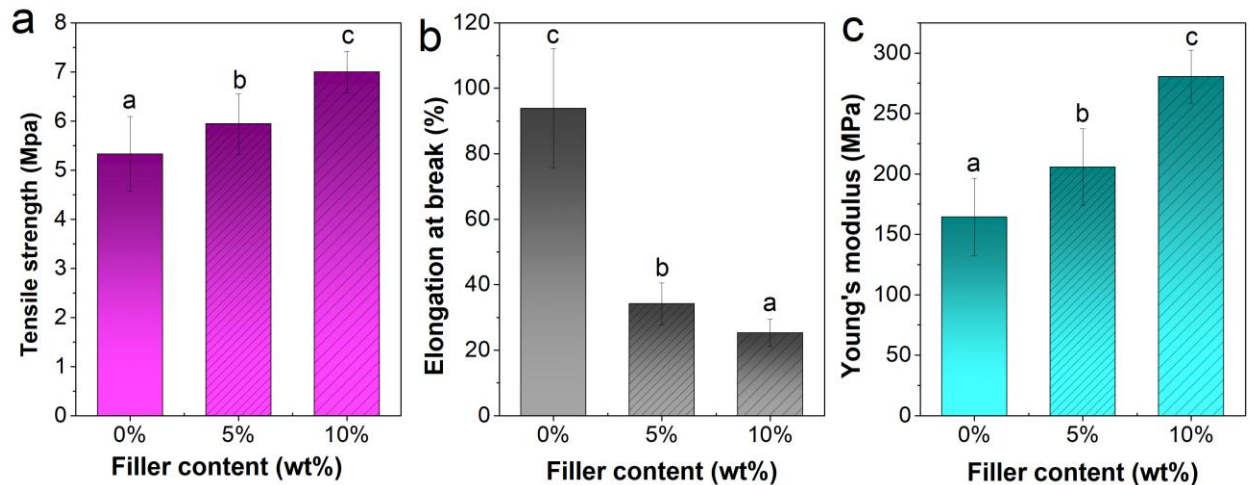 a
Tensile strength (Mpa)
8
7
6
5
4
3
2
1
0
a
b
c
0% 5% 10%
Filler content (wt%)
b
Elongation at break (%)
120
100
80
60
40
20
0
c
b
a
0% 5% 10%
Filler content (wt%)
c
Young's modulus (MPa)
300
250
200
150
100
50
0
a
b
c
0% 5% 10%
Filler content (wt%)